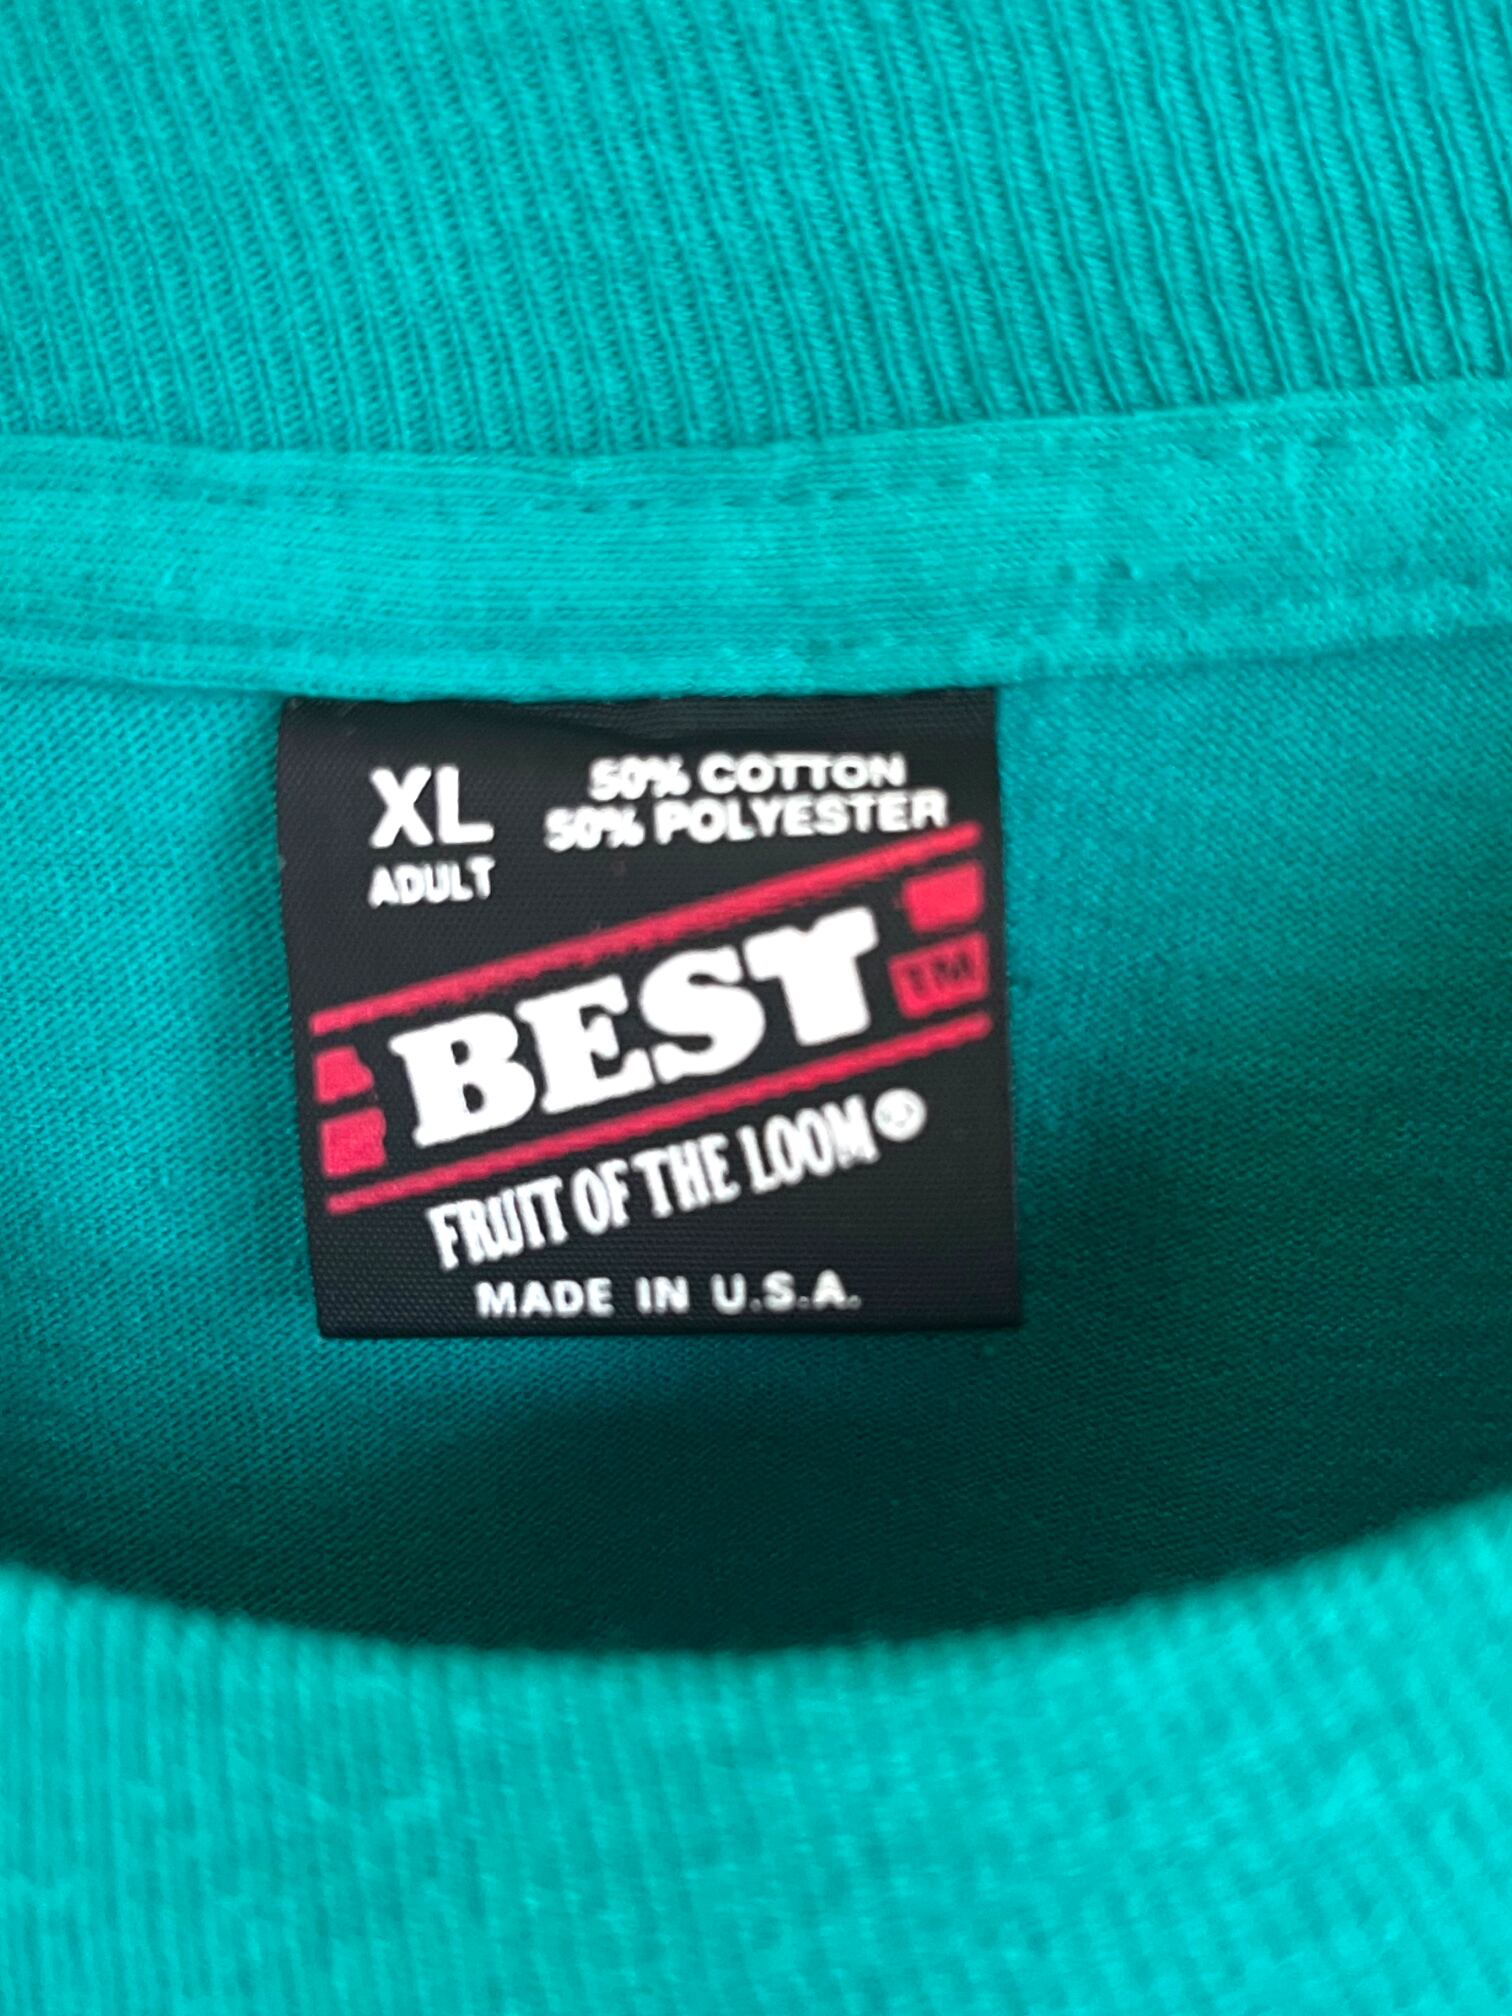 XL
ADULT
50% COTTON
50% POLYESTER
BEST TM
FRUIT OF THE LOOM®
MADE IN U.S.A.